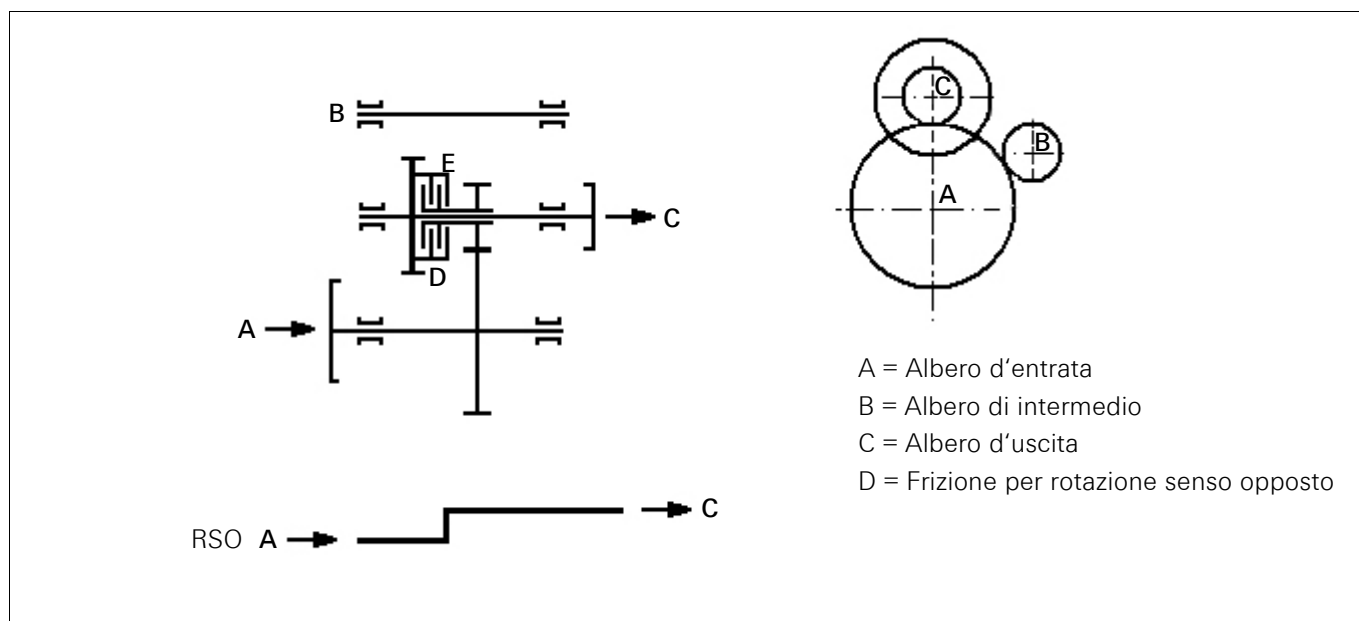 B
E
C
D
A
RSO A C
C
B
A
A = Albero d‘entrata
B = Albero di intermedio
C = Albero d‘uscita
D = Frizione per rotazione senso opposto